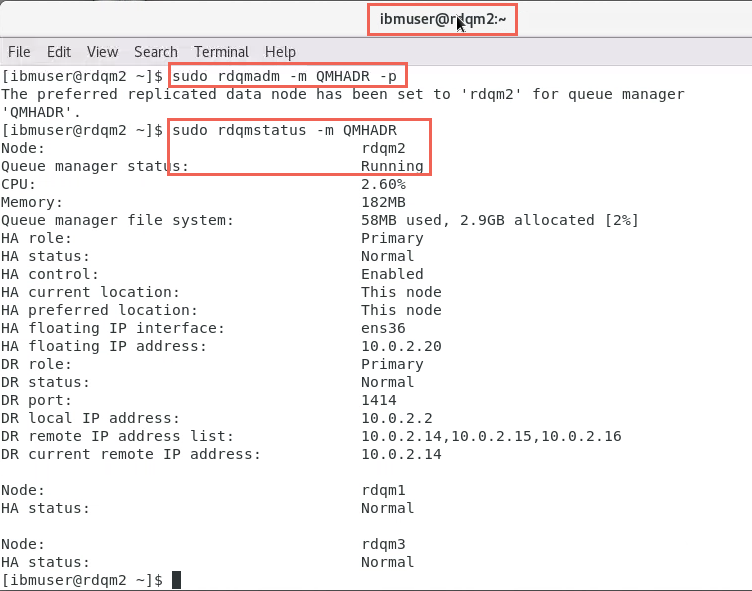 ibmuser@rdqm2:~
File Edit View Search Terminal Help
[ibmuser@rdqm2 ~]$ sudo rdqmadm -m QMHADR -p
The preferred replicated data node has been set to 'rdqm2' for queue manager
'QMHADR'.
[ibmuser@rdqm2 ~]$ sudo rdqmstatus -m QMHADR
Node: rdqm2
Queue manager status: Running
CPU: 2.60%
Memory: 182MB
Queue manager file system: 58MB used, 2.9GB allocated [2%]
HA role: Primary
HA status: Normal
HA control: Enabled
HA current location: This node
HA preferred location: This node
HA floating IP interface: ens36
HA floating IP address: 10.0.2.20
DR role: Primary
DR status: Normal
DR port: 1414
DR local IP address: 10.0.2.2
DR remote IP address list: 10.0.2.14,10.0.2.15,10.0.2.16
DR current remote IP address: 10.0.2.14
Node: rdqm1
HA status: Normal
Node: rdqm3
HA status: Normal
[ibmuser@rdqm2 ~]$